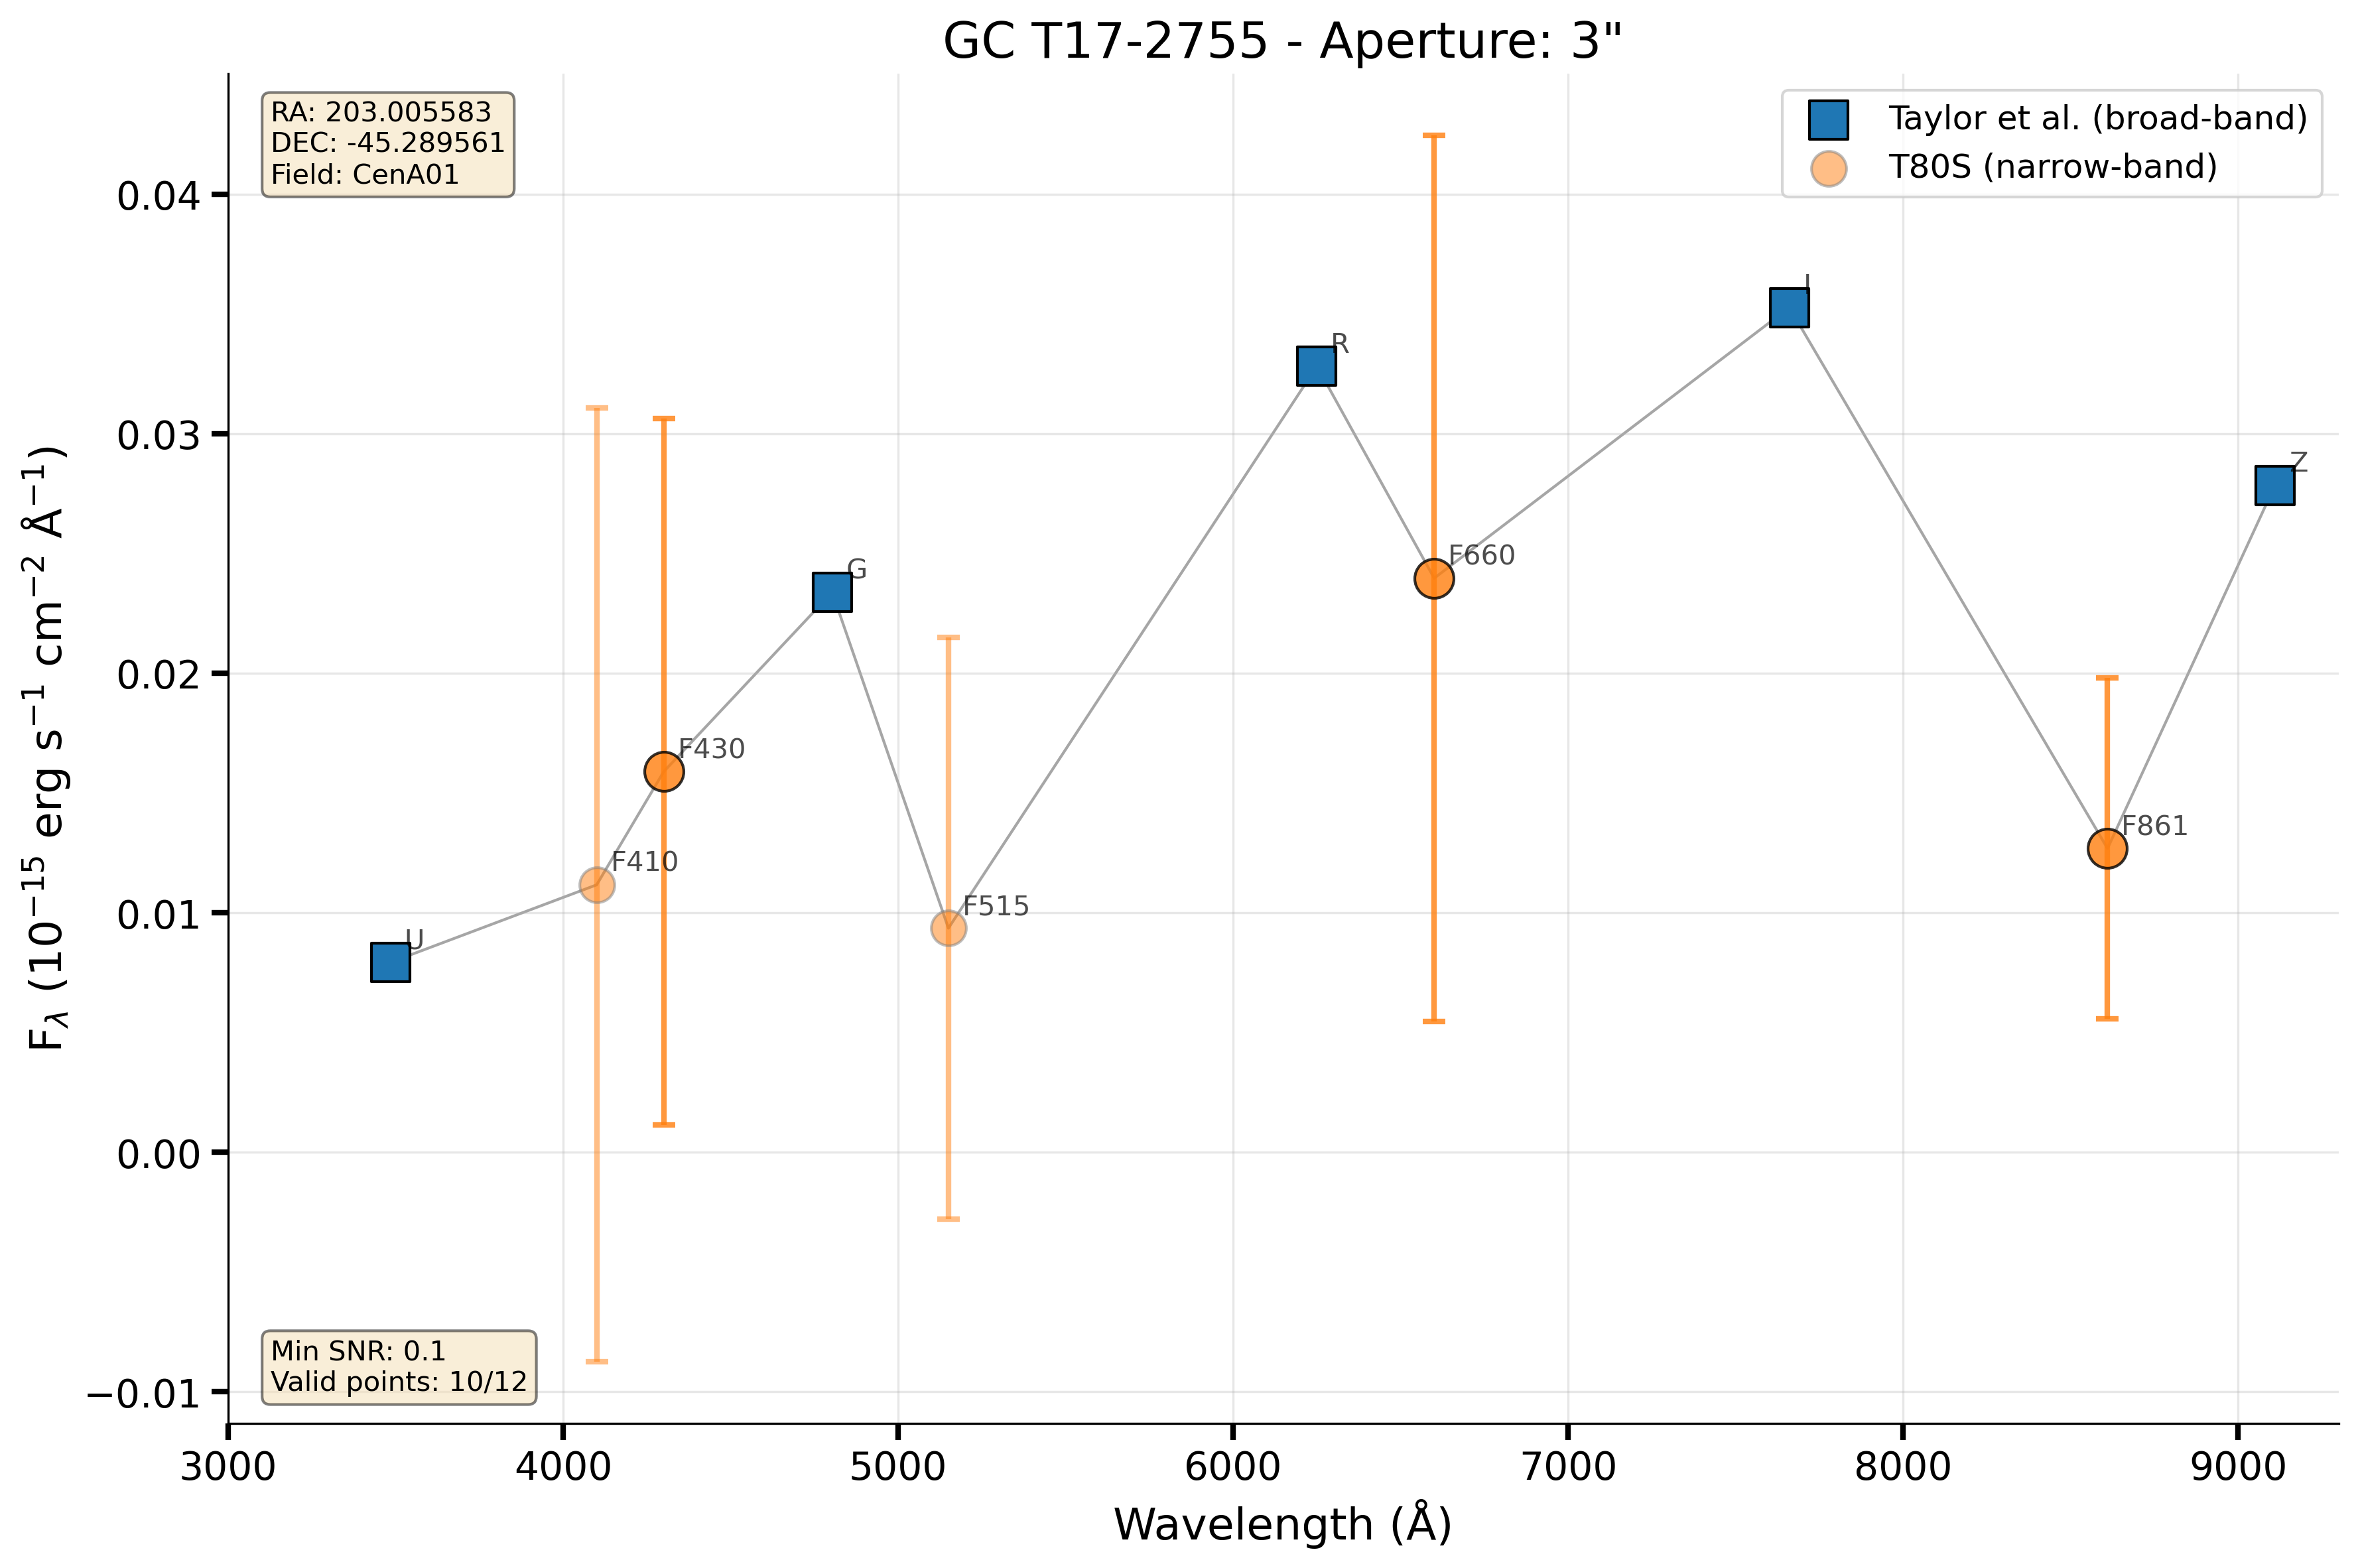 GC T17-2755 - Aperture: 3"
RA: 203.005583
DEC: -45.289561
Field: CenA01
Taylor et al. (broad-band)
T80S (narrow-band)
F_λ (10⁻¹⁵ erg s⁻¹ cm⁻² Å⁻¹)
0.04
0.03
0.02
0.01
0.00
−0.01
U
F410
F430
G
F515
R
F660
I
F861
Z
Min SNR: 0.1
Valid points: 10/12
3000
4000
5000
6000
7000
8000
9000
Wavelength (Å)